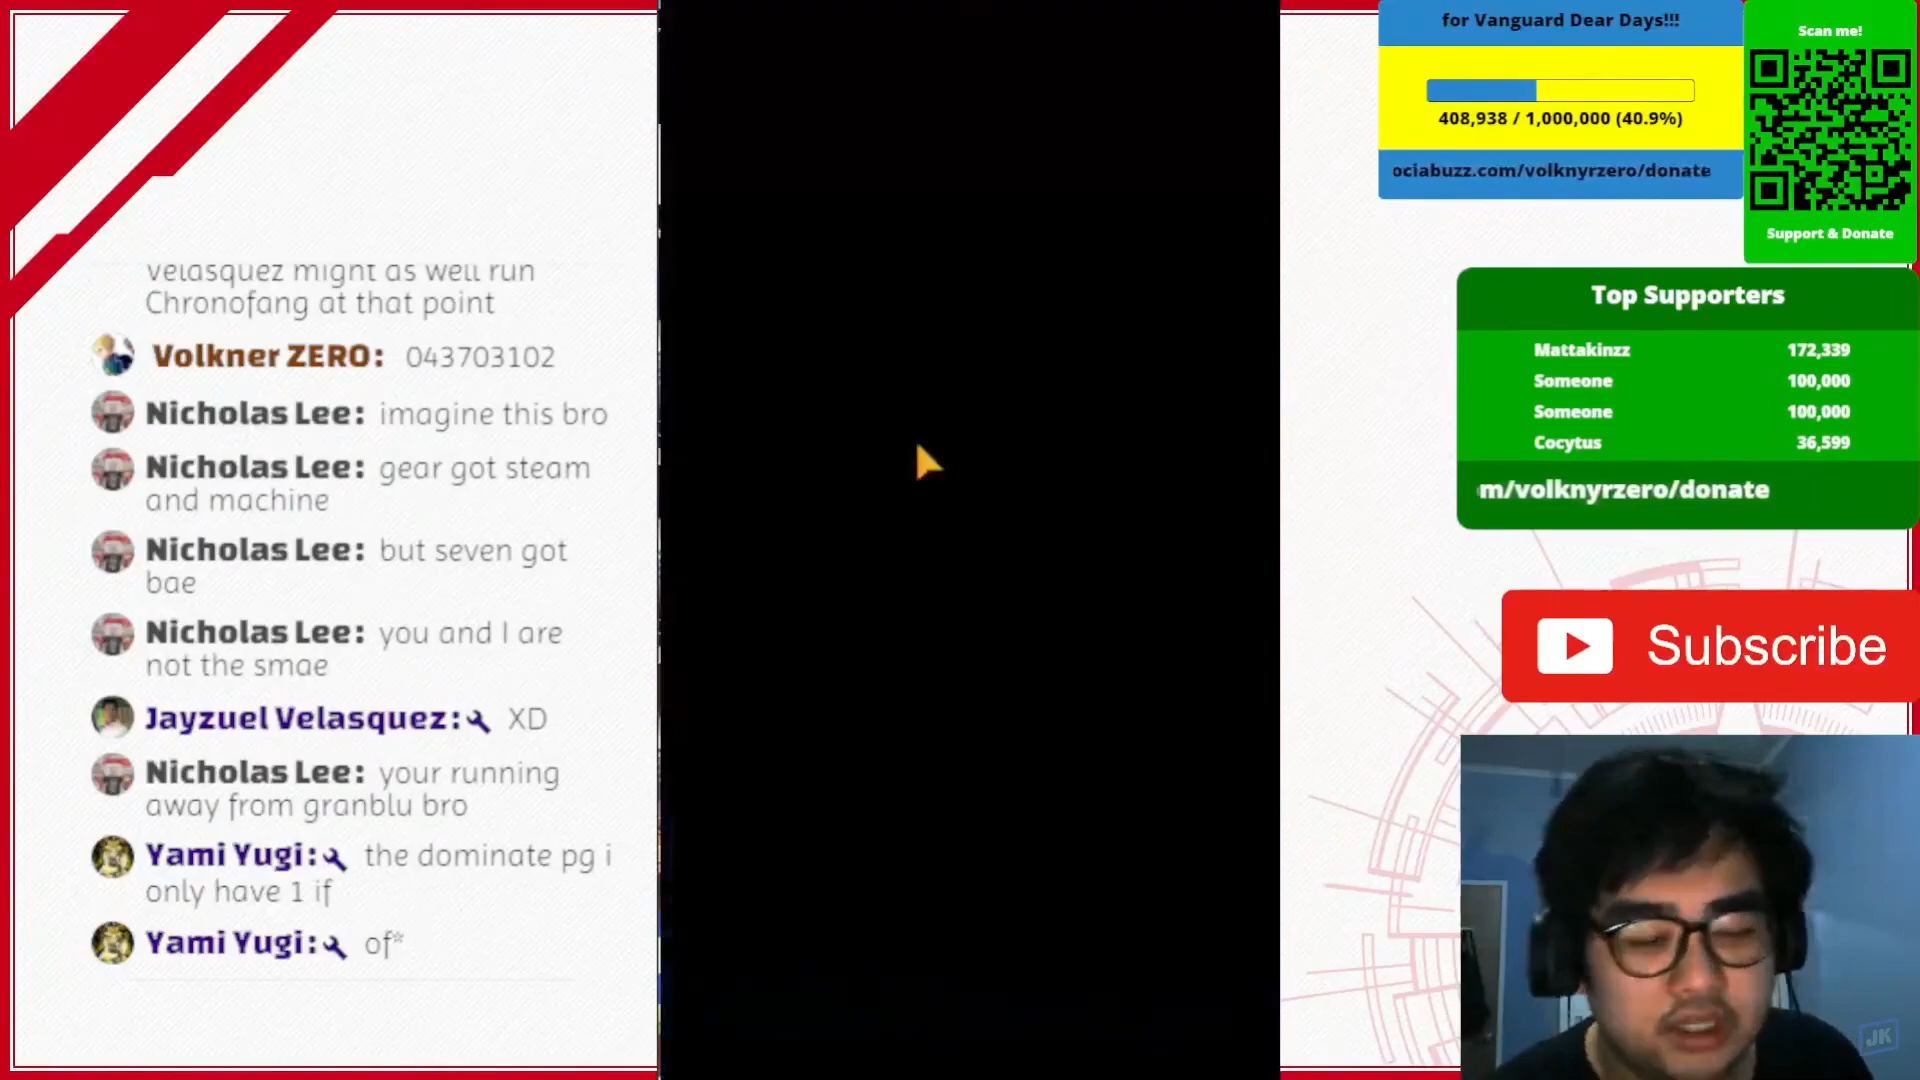 Velasquez might as well run
Chronofang at that point
Volkner ZERO: 043703102
Nicholas Lee: imagine this bro
Nicholas Lee: gear got steam
and machine
Nicholas Lee: but seven got
bae
Nicholas Lee: you and I are
not the smae
Jayzuel Velasquez: XD
Nicholas Lee: your running
away from granblu bro
Yami Yugi: the dominate pg i
only have 1 if
Yami Yugi: of*
for Vanguard Dear Days!!!
408,938 / 1,000,000 (40.9%)
ociabuzz.com/volknyrzero/donate
Scan me!
Support & Donate
Top Supporters
Mattakinzz 172,339
Someone 100,000
Someone 100,000
Cocytus 36,599
m/volknyrzero/donate
Subscribe
JK